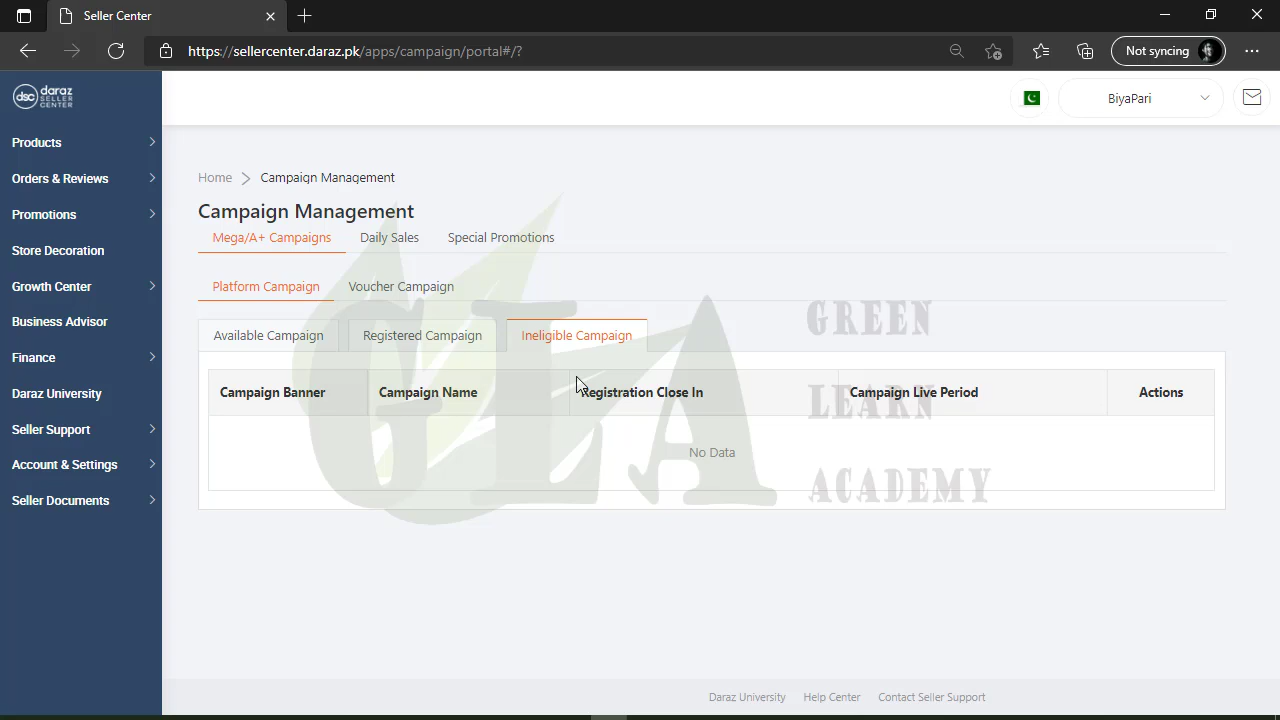 Seller Center
https://sellercenter.daraz.pk/apps/campaign/portal#/?
Not syncing
dsc daraz SELLER CENTER
BiyaPari
Products
Orders & Reviews
Promotions
Store Decoration
Growth Center
Business Advisor
Finance
Daraz University
Seller Support
Account & Settings
Seller Documents
Home > Campaign Management
Campaign Management
Mega/A+ Campaigns Daily Sales Special Promotions
Platform Campaign Voucher Campaign
Available Campaign Registered Campaign Ineligible Campaign
Campaign Banner Campaign Name Registration Close In Campaign Live Period Actions
No Data
GLA
GREEN
LEARN
ACADEMY
Daraz University Help Center Contact Seller Support